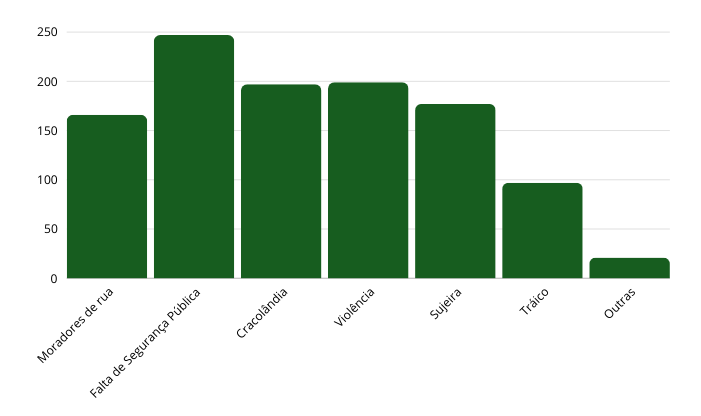 250
200
150
100
50
0
Moradores de rua
Falta de Segurança Pública
Cracolândia
Violência
Sujeira
Tráico
Outras